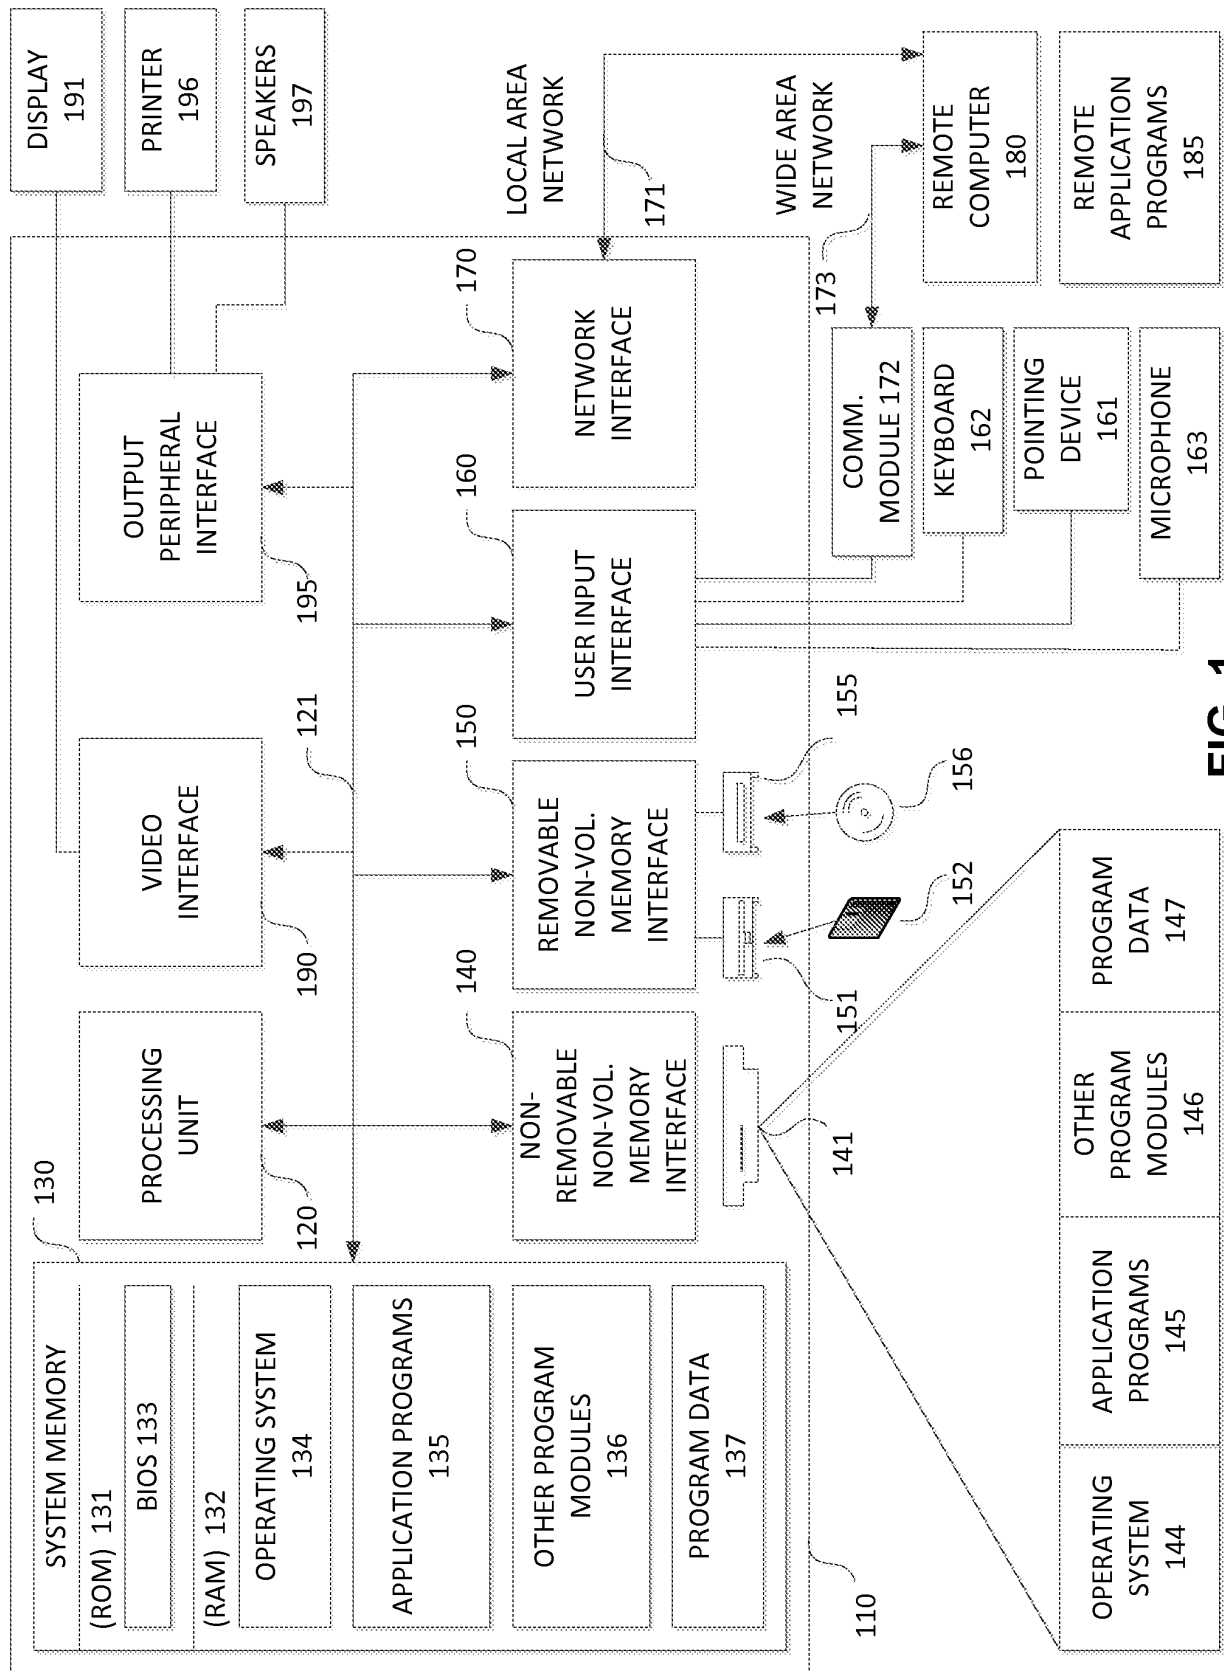 SYSTEM MEMORY
(ROM) 131
BIOS 133
(RAM) 132
OPERATING SYSTEM
134
APPLICATION PROGRAMS
135
OTHER PROGRAM
MODULES
136
PROGRAM DATA
137
110
130
PROCESSING
UNIT
120
VIDEO
INTERFACE
190
121
OUTPUT
PERIPHERAL
INTERFACE
195
DISPLAY
191
PRINTER
196
SPEAKERS
197
NON-
REMOVABLE
NON-VOL.
MEMORY
INTERFACE
140
REMOVABLE
NON-VOL.
MEMORY
INTERFACE
150
USER INPUT
INTERFACE
160
NETWORK
INTERFACE
170
LOCAL AREA
NETWORK
171
WIDE AREA
NETWORK
173
141
151
152
155
156
COMM.
MODULE 172
KEYBOARD
162
POINTING
DEVICE
161
MICROPHONE
163
REMOTE
COMPUTER
180
REMOTE
APPLICATION
PROGRAMS
185
OPERATING
SYSTEM
144
APPLICATION
PROGRAMS
145
OTHER
PROGRAM
MODULES
146
PROGRAM
DATA
147
FIG. 1